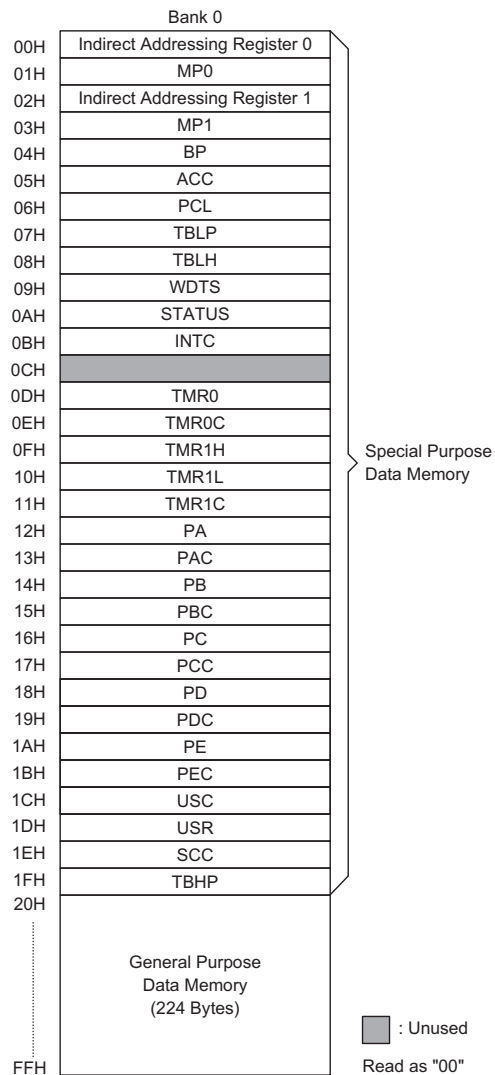 Bank 0
00H Indirect Addressing Register 0
01H MP0
02H Indirect Addressing Register 1
03H MP1
04H BP
05H ACC
06H PCL
07H TBLP
08H TBLH
09H WDTS
0AH STATUS
0BH INTC
0CH
0DH TMR0
0EH TMR0C
0FH TMR1H
10H TMR1L
11H TMR1C
12H PA
13H PAC
14H PB
15H PBC
16H PC
17H PCC
18H PD
19H PDC
1AH PE
1BH PEC
1CH USC
1DH USR
1EH SCC
1FH TBHP
20H
Special Purpose
Data Memory
General Purpose
Data Memory
(224 Bytes)
FFH
: Unused
Read as "00"